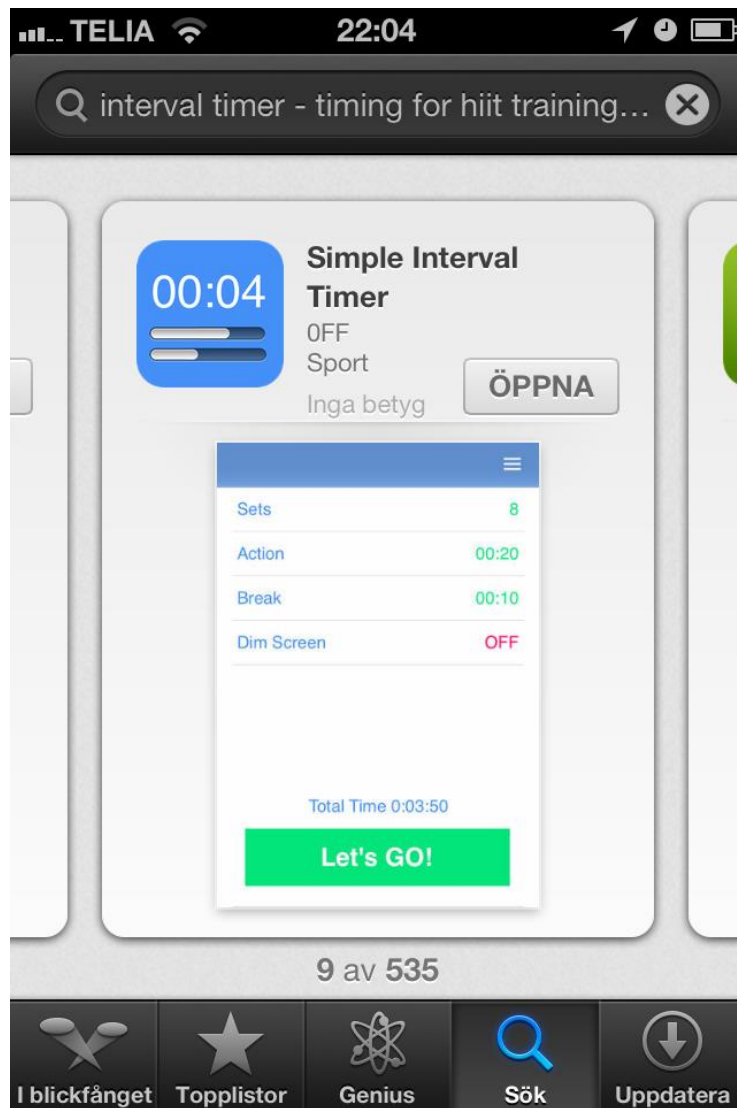 TELIA 22:04
interval timer - timing for hiit training...
00:04
Simple Interval
Timer
0FF
Sport
Inga betyg
ÖPPNA
Sets 8
Action 00:20
Break 00:10
Dim Screen OFF
Total Time 0:03:50
Let's GO!
9 av 535
I blickfånget Topplistor Genius Sök Uppdatera